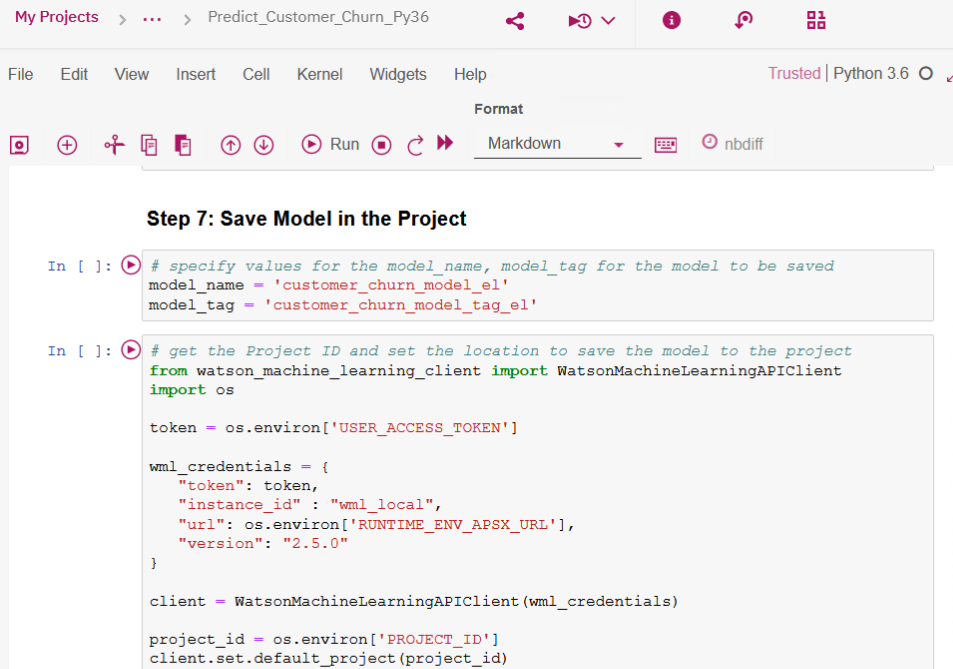 My Projects > ... > Predict_Customer_Churn_Py36
File Edit View Insert Cell Kernel Widgets Help Trusted | Python 3.6
Format
Run Markdown nbdiff
Step 7: Save Model in the Project
In [ ]: # specify values for the model_name, model_tag for the model to be saved
model_name = 'customer_churn_model_el'
model_tag = 'customer_churn_model_tag_el'
In [ ]: # get the Project ID and set the location to save the model to the project
from watson_machine_learning_client import WatsonMachineLearningAPIClient
import os
token = os.environ['USER_ACCESS_TOKEN']
wml_credentials = {
"token": token,
"instance_id" : "wml_local",
"url": os.environ['RUNTIME_ENV_APSX_URL'],
"version": "2.5.0"
}
client = WatsonMachineLearningAPIClient(wml_credentials)
project_id = os.environ['PROJECT_ID']
client.set.default_project(project_id)